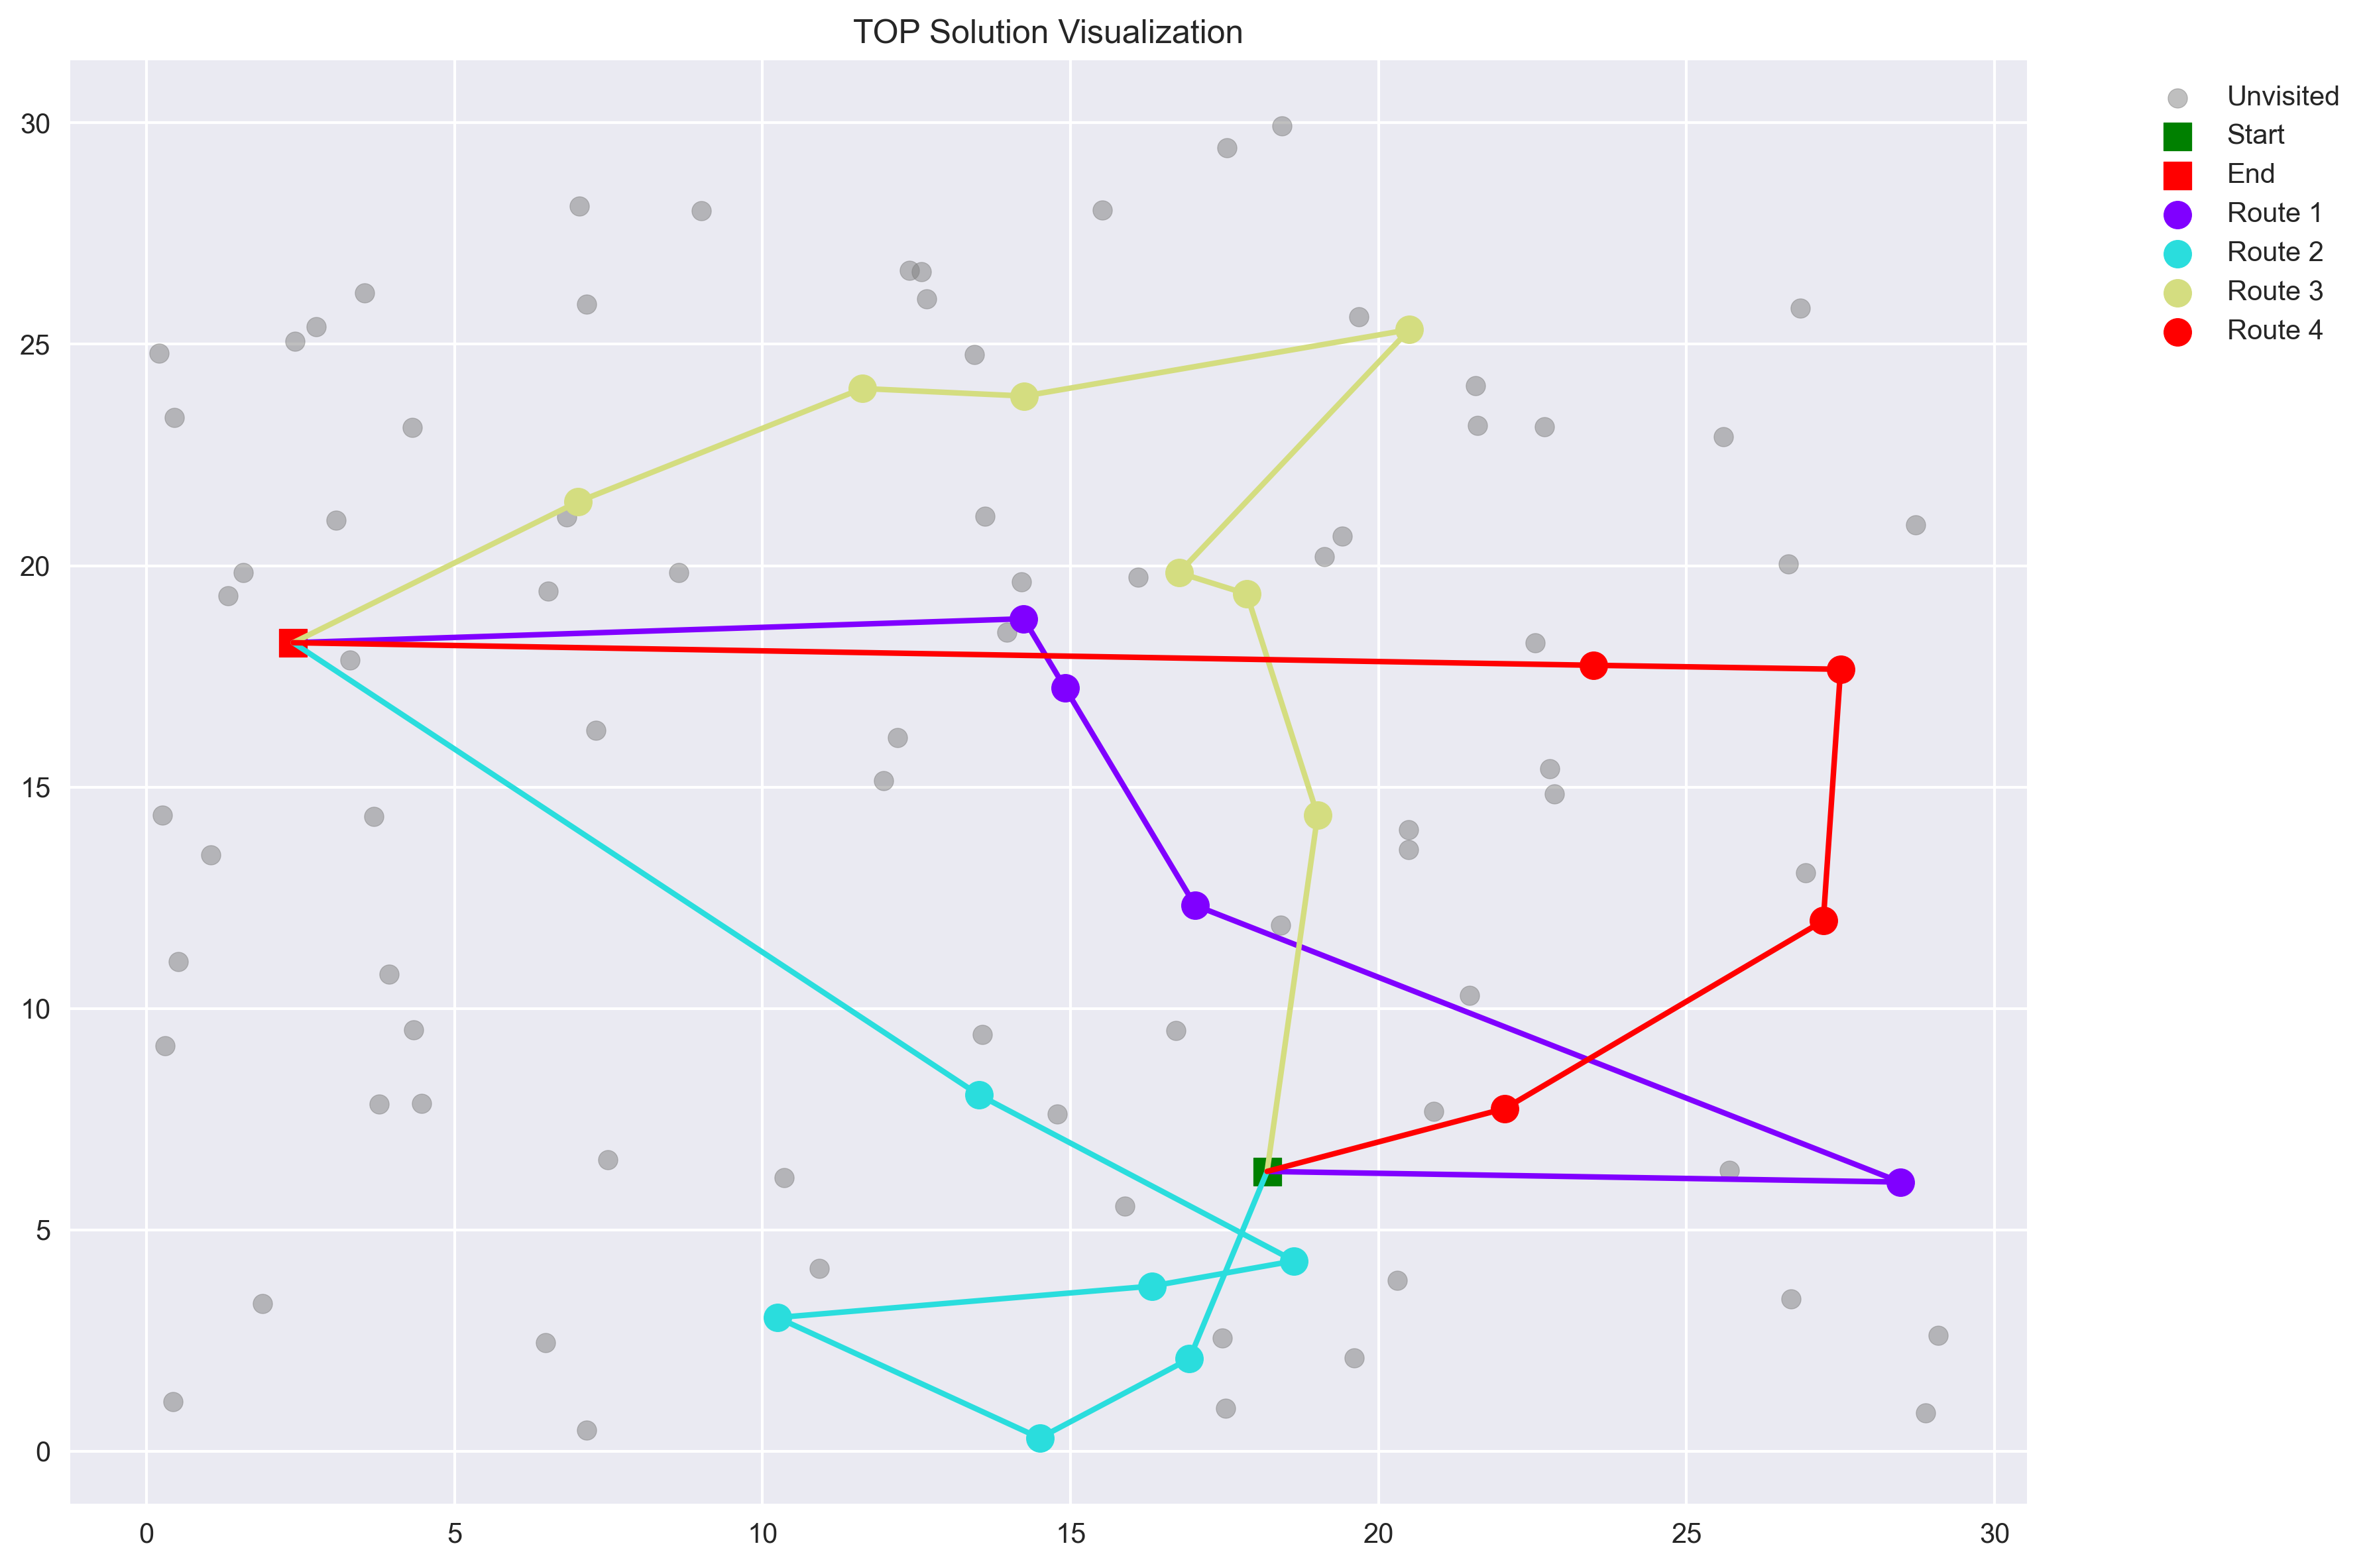 TOP Solution Visualization
30
25
20
15
10
5
0
0 5 10 15 20 25 30
Unvisited
Start
End
Route 1
Route 2
Route 3
Route 4